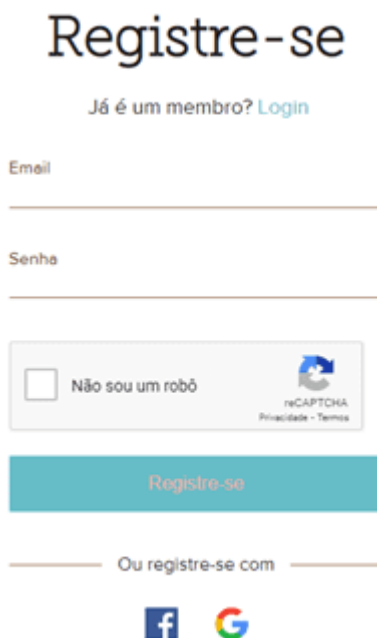 Registre-se
Já é um membro? Login
Email
Senha
Não sou um robô
reCAPTCHA
Privacidade - Termos
Registre-se
Ou registre-se com